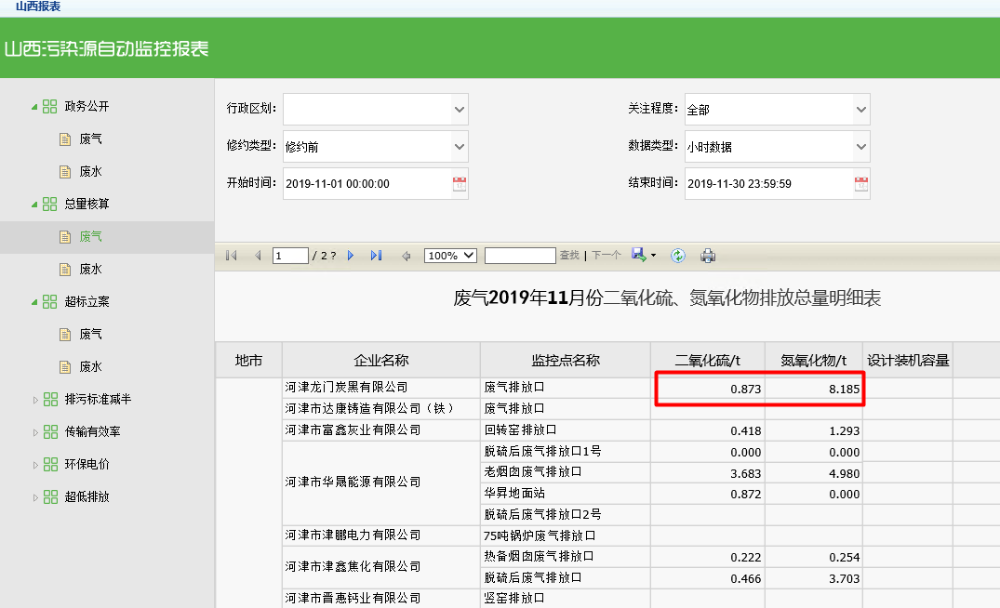 山西报表
山西污染源自动监控报表
政务公开
废气
废水
总量核算
废气
废水
超标立案
废气
废水
排污标准减半
传输有效率
环保电价
超低排放
行政区划:
关注程度: 全部
修约类型: 修约前
数据类型: 小时数据
开始时间: 2019-11-01 00:00:00
结束时间: 2019-11-30 23:59:59
1 / 2 ? 100% 查找 | 下一个
废气2019年11月份二氧化硫、氮氧化物排放总量明细表
地市 企业名称 监控点名称 二氧化硫/t 氮氧化物/t 设计装机容量
河津龙门炭黑有限公司 废气排放口 0.873 8.185
河津市达康铸造有限公司（铁） 废气排放口
河津市富鑫灰业有限公司 回转窑排放口 0.418 1.293
河津市华晟能源有限公司 脱硫后废气排放口1号 0.000 0.000
老烟囱废气排放口 3.683 4.980
华昇地面站 0.872 0.000
脱硫后废气排放口2号
河津市津鹏电力有限公司 75吨锅炉废气排放口
河津市津鑫焦化有限公司 热备烟囱废气排放口 0.222 0.254
脱硫后废气排放口 0.466 3.703
河津市晋惠钙业有限公司 竖窑排放口